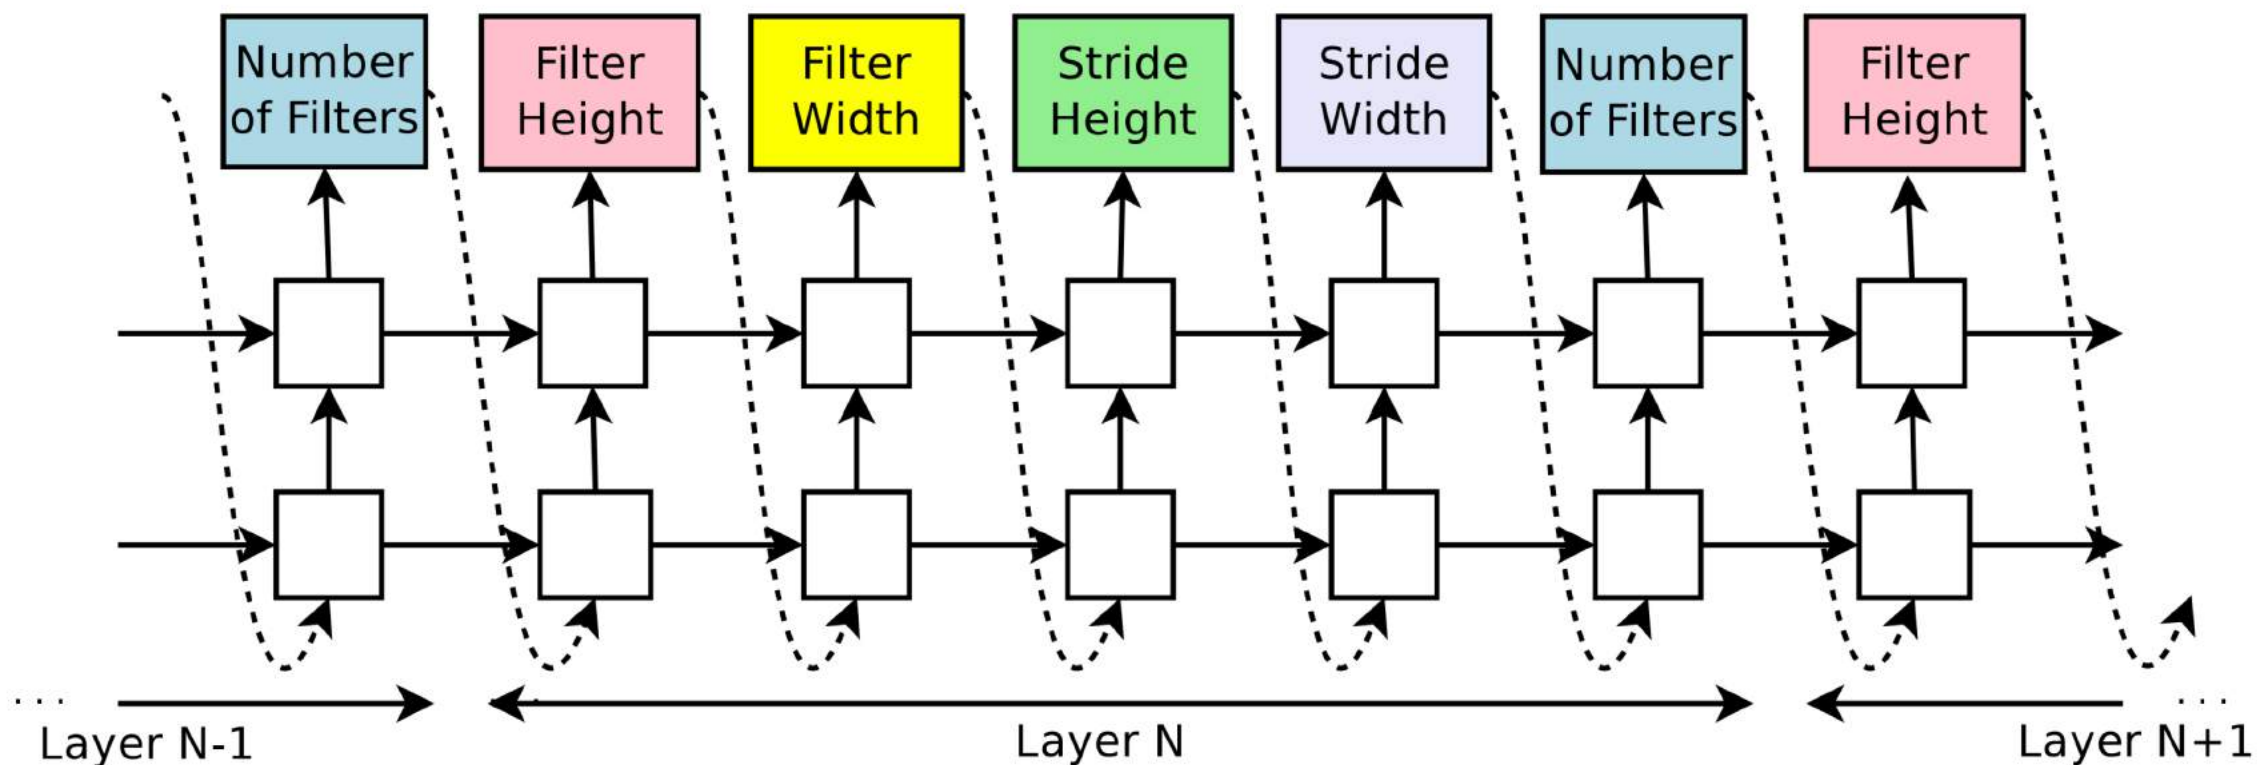 Number
of Filters
Filter
Height
Filter
Width
Stride
Height
Stride
Width
Number
of Filters
Filter
Height
. . .
Layer N-1
Layer N
. . .
Layer N+1